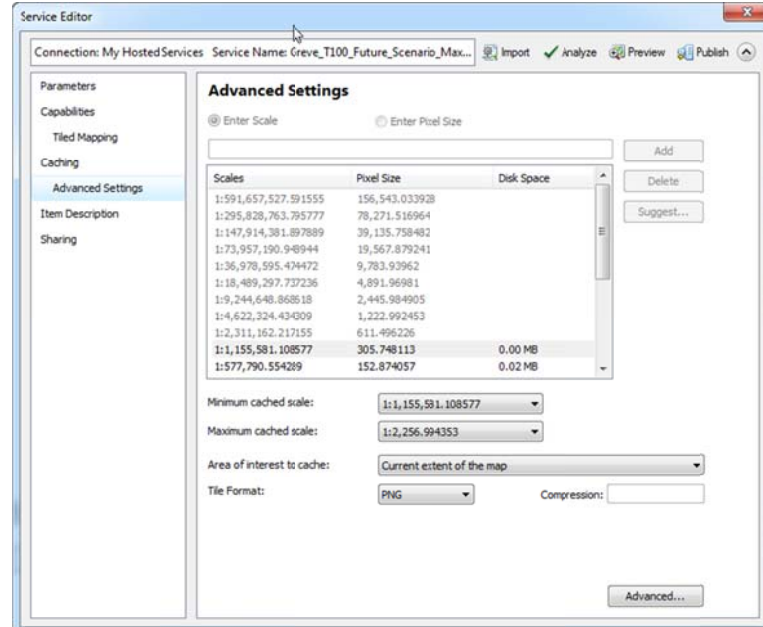 Service Editor
Connection: My Hosted Services Service Name: Greve_T100_Future_Scenario_Max... Import Analyze Preview Publish
Parameters
Capabilities
Tiled Mapping
Caching
Advanced Settings
Item Description
Sharing
Advanced Settings
Enter Scale Enter Pixel Size
Add
Delete
Suggest...
Scales Pixel Size Disk Space
1:591,657,527.591555 156,543.033928
1:295,828,763.795777 78,271.516964
1:147,914,381.897889 39,135.758482
1:73,957,190.948944 19,567.879241
1:36,978,595.474472 9,783.93962
1:18,489,297.737236 4,891.96981
1:9,244,648.868618 2,445.984905
1:4,622,324.434309 1,222.992453
1:2,311,162.217155 611.496226
1:1,155,581.108577 305.748113 0.00 MB
1:577,790.554289 152.874057 0.02 MB
Minimum cached scale: 1:1,155,581.108577
Maximum cached scale: 1:2,256.994353
Area of interest to cache: Current extent of the map
Tile Format: PNG Compression:
Advanced...